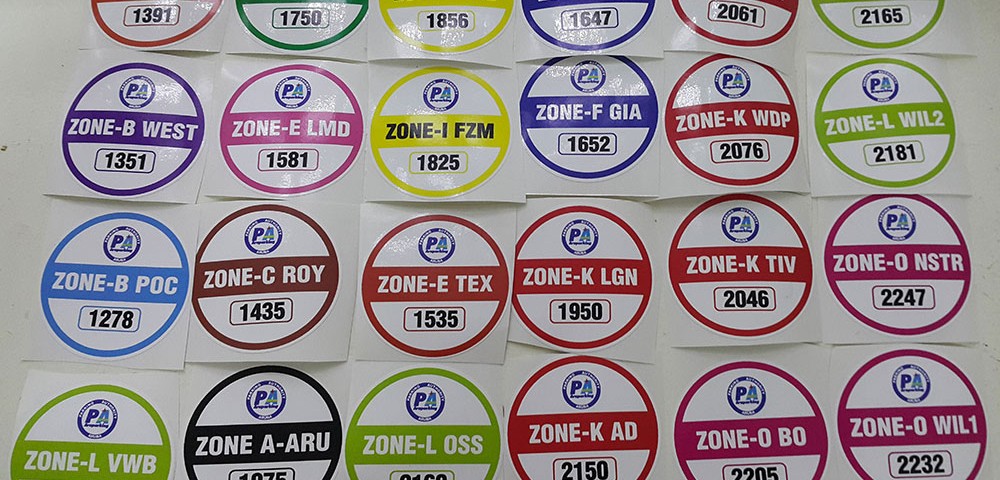 1391
1750
1856
1647
2061
2165
PA
ZONE-B WEST
1351
PA
ZONE-E LMD
1581
PA
ZONE-I FZM
1825
PA
ZONE-F GIA
1652
PA
ZONE-K WDP
2076
PA
ZONE-L WIL2
2181
PA
ZONE-B POC
1278
PA
ZONE-C ROY
1435
PA
ZONE-E TEX
1535
PA
ZONE-K LGN
1950
PA
ZONE-K TIV
2046
PA
ZONE-O NSTR
2247
PA
ZONE-L VWB
PA
ZONE A-ARU
PA
ZONE-L OSS
PA
ZONE-K AD
2150
PA
ZONE-O BO
2205
PA
ZONE-O WIL1
2232